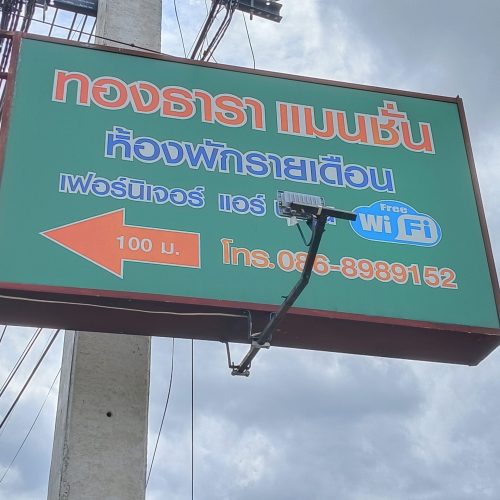 ทองธารา แมนชั่น
ห้องพักรายเดือน
เฟอร์นิเจอร์ แอร์
Free
Wi Fi
100 ม.
โทร.086-8989152